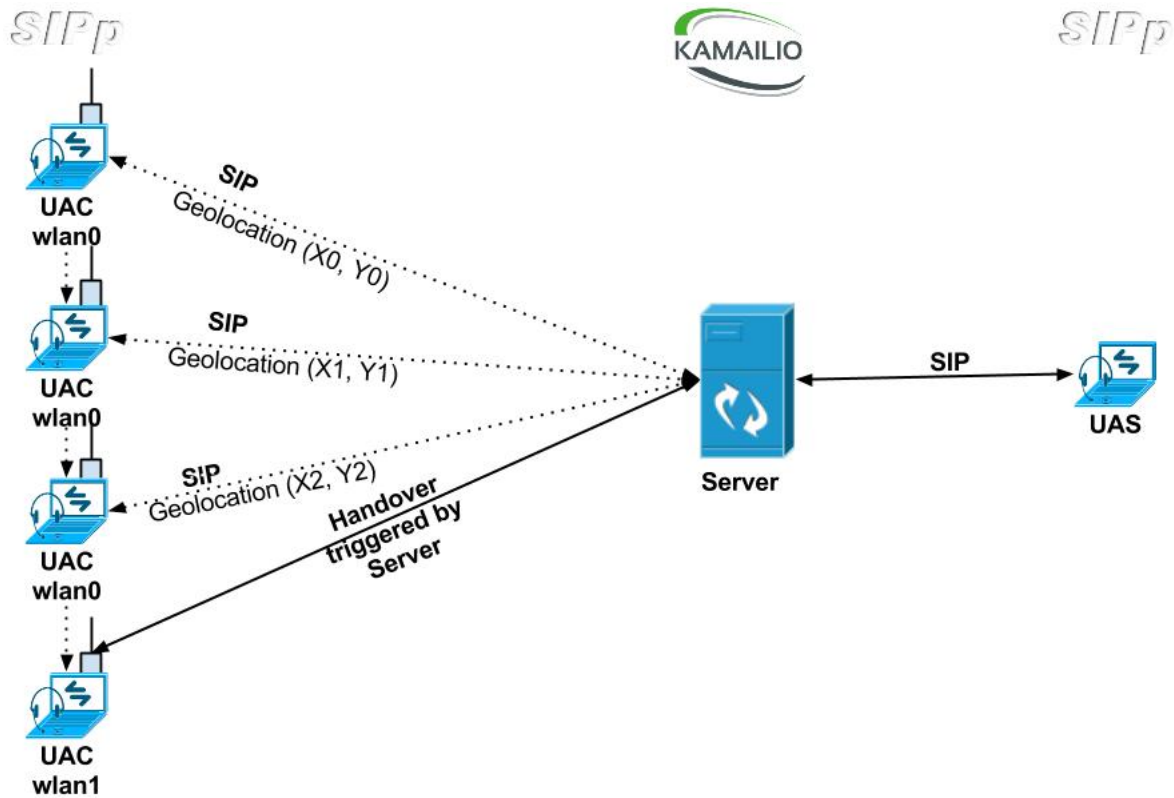 SIPp
KAMAILIO
SIPp
UAC
wlan0
SIP
Geolocation (X0, Y0)
UAC
wlan0
SIP
Geolocation (X1, Y1)
UAC
wlan0
SIP
Geolocation (X2, Y2)
Handover
triggered by
Server
UAC
wlan1
Server
SIP
UAS